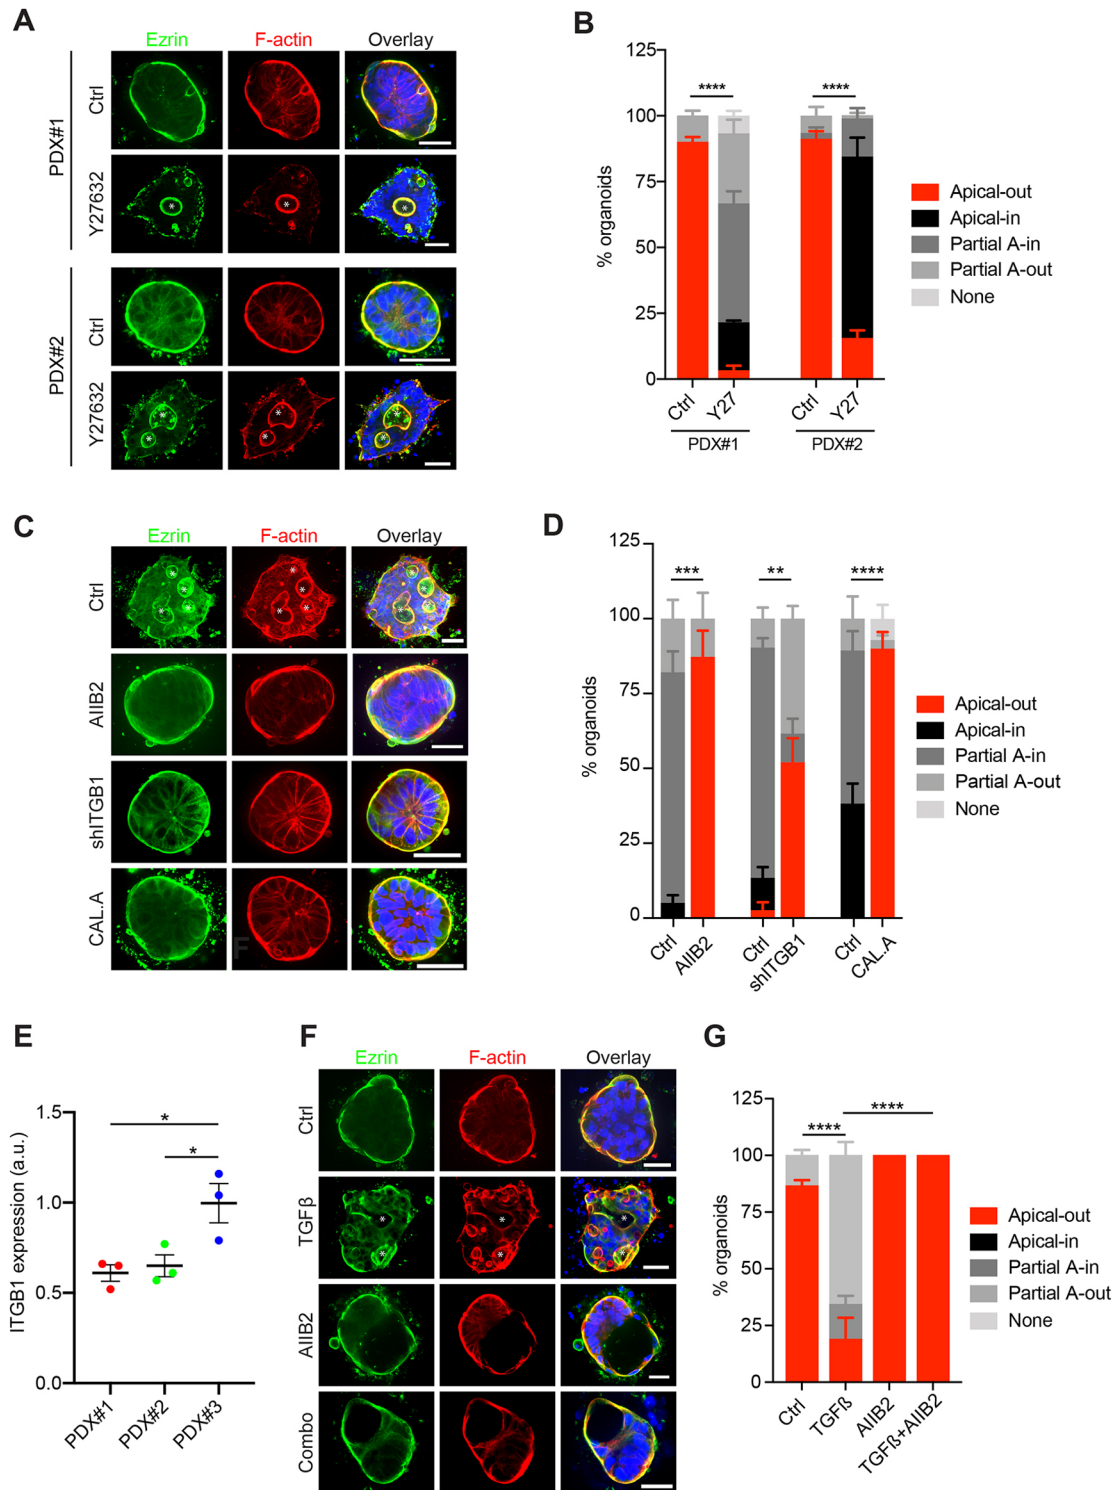 A
Ezrin F-actin Overlay
PDX#1
Ctrl
Y27632
PDX#2
Ctrl
Y27632
* * *
* * *
* * *
B
% organoids
125
100
75
50
25
0
**** ****
Ctrl Y27 Ctrl Y27
PDX#1 PDX#2
Apical-out
Apical-in
Partial A-in
Partial A-out
None
C
Ezrin F-actin Overlay
Ctrl
AIIB2
shITGB1
CAL.A
F
D
% organoids
125
100
75
50
25
0
*** ** ****
Ctrl AIIB2 Ctrl shITGB1 Ctrl CAL.A
Apical-out
Apical-in
Partial A-in
Partial A-out
None
E
ITGB1 expression (a.u.)
1.5
1.0
0.5
0.0
*
*
PDX#1 PDX#2 PDX#3
F
Ezrin F-actin Overlay
Ctrl
TGFβ
AIIB2
Combo
* * *
* * *
G
% organoids
125
100
75
50
25
0
****
****
Ctrl TGFß AIIB2 TGFß+AIIB2
Apical-out
Apical-in
Partial A-in
Partial A-out
None